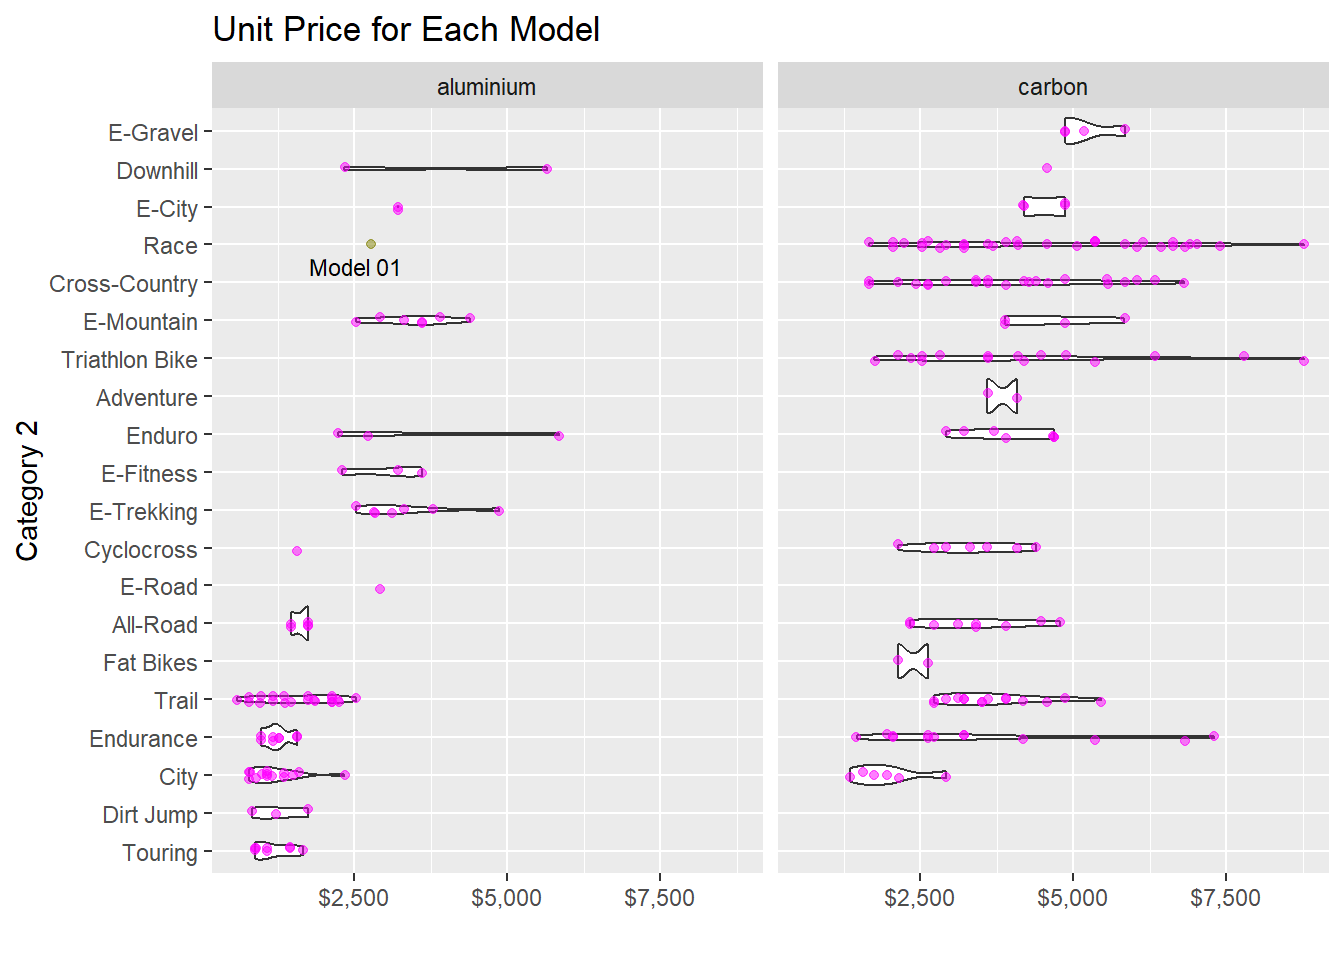 Unit Price for Each Model
aluminium
carbon
Category 2
E-Gravel
Downhill
E-City
Race
Model 01
Cross-Country
E-Mountain
Triathlon Bike
Adventure
Enduro
E-Fitness
E-Trekking
Cyclocross
E-Road
All-Road
Fat Bikes
Trail
Endurance
City
Dirt Jump
Touring
$2,500 $5,000 $7,500
$2,500 $5,000 $7,500